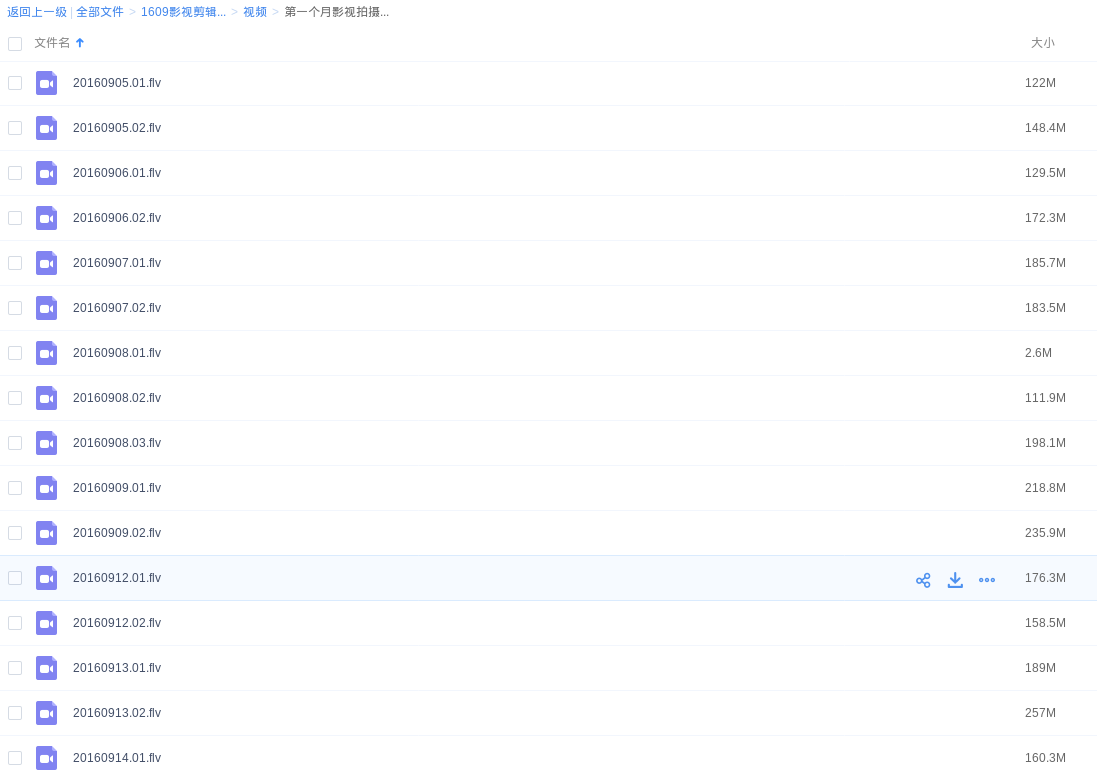 返回上一级 | 全部文件 > 1609影视剪辑... > 视频 > 第一个月影视拍摄...
文件名 大小
20160905.01.flv 122M
20160905.02.flv 148.4M
20160906.01.flv 129.5M
20160906.02.flv 172.3M
20160907.01.flv 185.7M
20160907.02.flv 183.5M
20160908.01.flv 2.6M
20160908.02.flv 111.9M
20160908.03.flv 198.1M
20160909.01.flv 218.8M
20160909.02.flv 235.9M
20160912.01.flv 176.3M
20160912.02.flv 158.5M
20160913.01.flv 189M
20160913.02.flv 257M
20160914.01.flv 160.3M